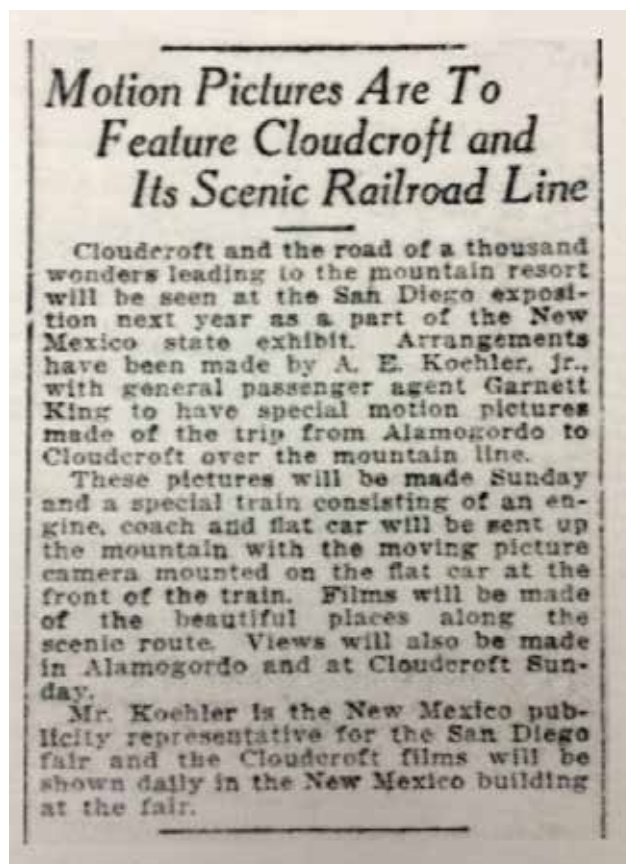 Motion Pictures Are To
Feature Cloudcroft and
Its Scenic Railroad Line
Cloudcroft and the road of a thousand
wonders leading to the mountain resort
will be seen at the San Diego exposi-
tion next year as a part of the New
Mexico state exhibit. Arrangements
have been made by A. E. Koehler, jr.,
with general passenger agent Garnett
King to have special motion pictures
made of the trip from Alamogordo to
Cloudcroft over the mountain line.
These pictures will be made Sunday
and a special train consisting of an en-
gine, coach and flat car will be sent up
the mountain with the moving picture
camera mounted on the flat car at the
front of the train. Films will be made
of the beautiful places along the
scenic route. Views will also be made
in Alamogordo and at Cloudcroft Sun-
day.
Mr. Koehler is the New Mexico pub-
licity representative for the San Diego
fair and the Cloudcroft films will be
shown daily in the New Mexico building
at the fair.